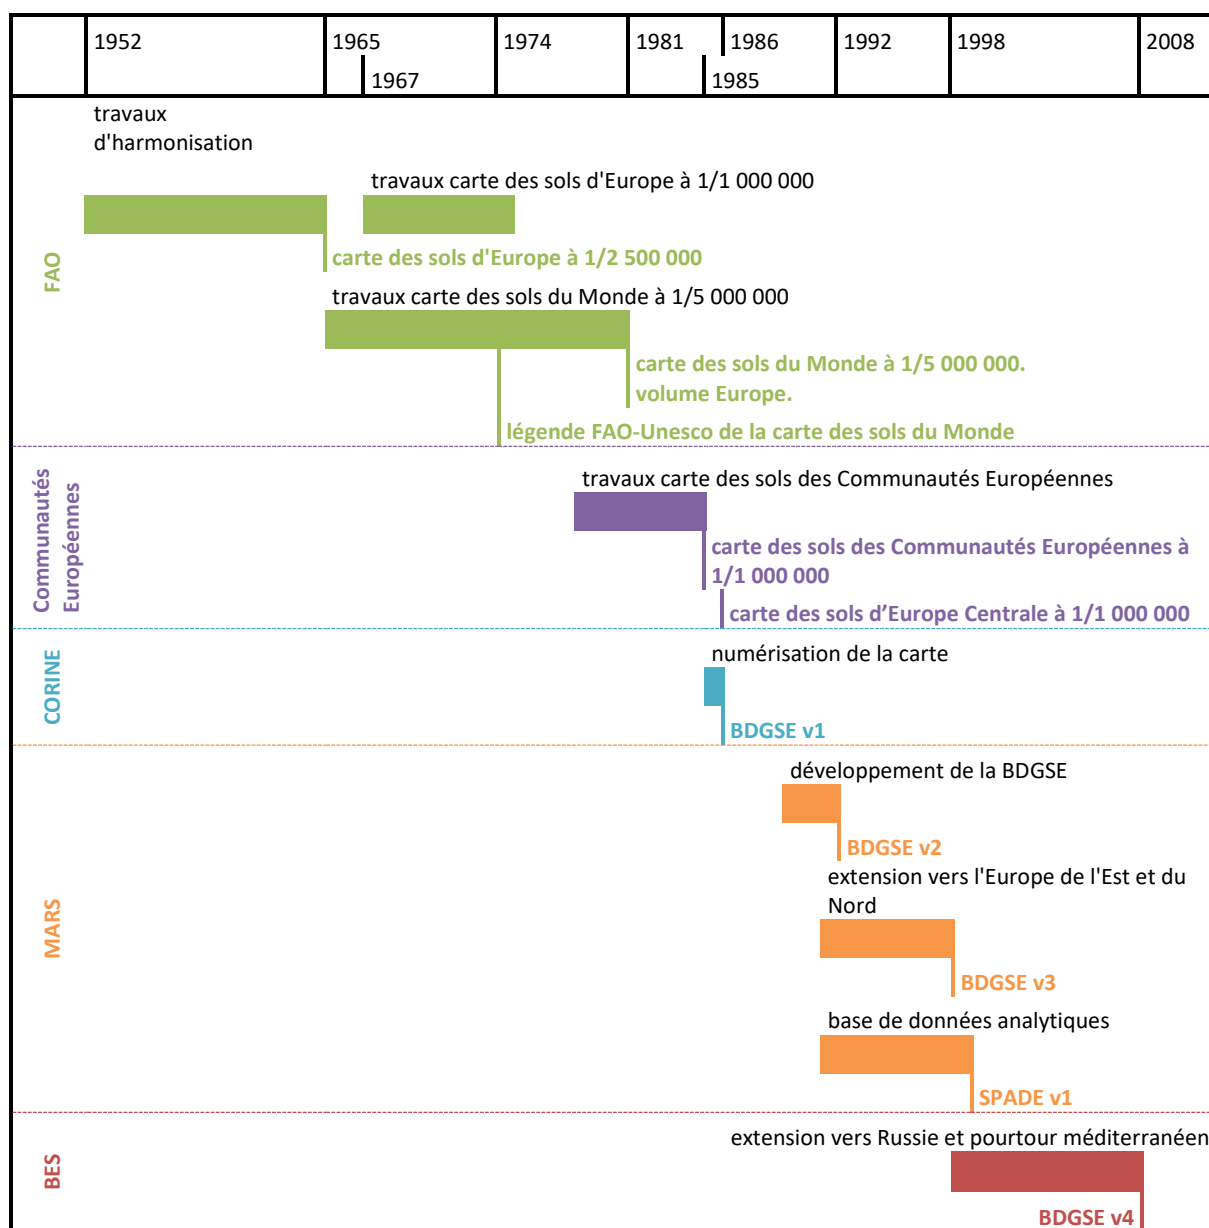 1952 1965 1974 1981 1986 1992 1998 2008
1967 1985
FAO
travaux
d'harmonisation
travaux carte des sols d'Europe à 1/1 000 000
carte des sols d'Europe à 1/2 500 000
travaux carte des sols du Monde à 1/5 000 000
carte des sols du Monde à 1/5 000 000.
volume Europe.
légende FAO-Unesco de la carte des sols du Monde
Communautés
Européennes
travaux carte des sols des Communautés Européennes
carte des sols des Communautés Européennes à
1/1 000 000
carte des sols d’Europe Centrale à 1/1 000 000
CORINE
numérisation de la carte
BDGSE v1
MARS
développement de la BDGSE
BDGSE v2
extension vers l'Europe de l'Est et du
Nord
BDGSE v3
base de données analytiques
SPADE v1
BES
extension vers Russie et pourtour méditerranéen
BDGSE v4